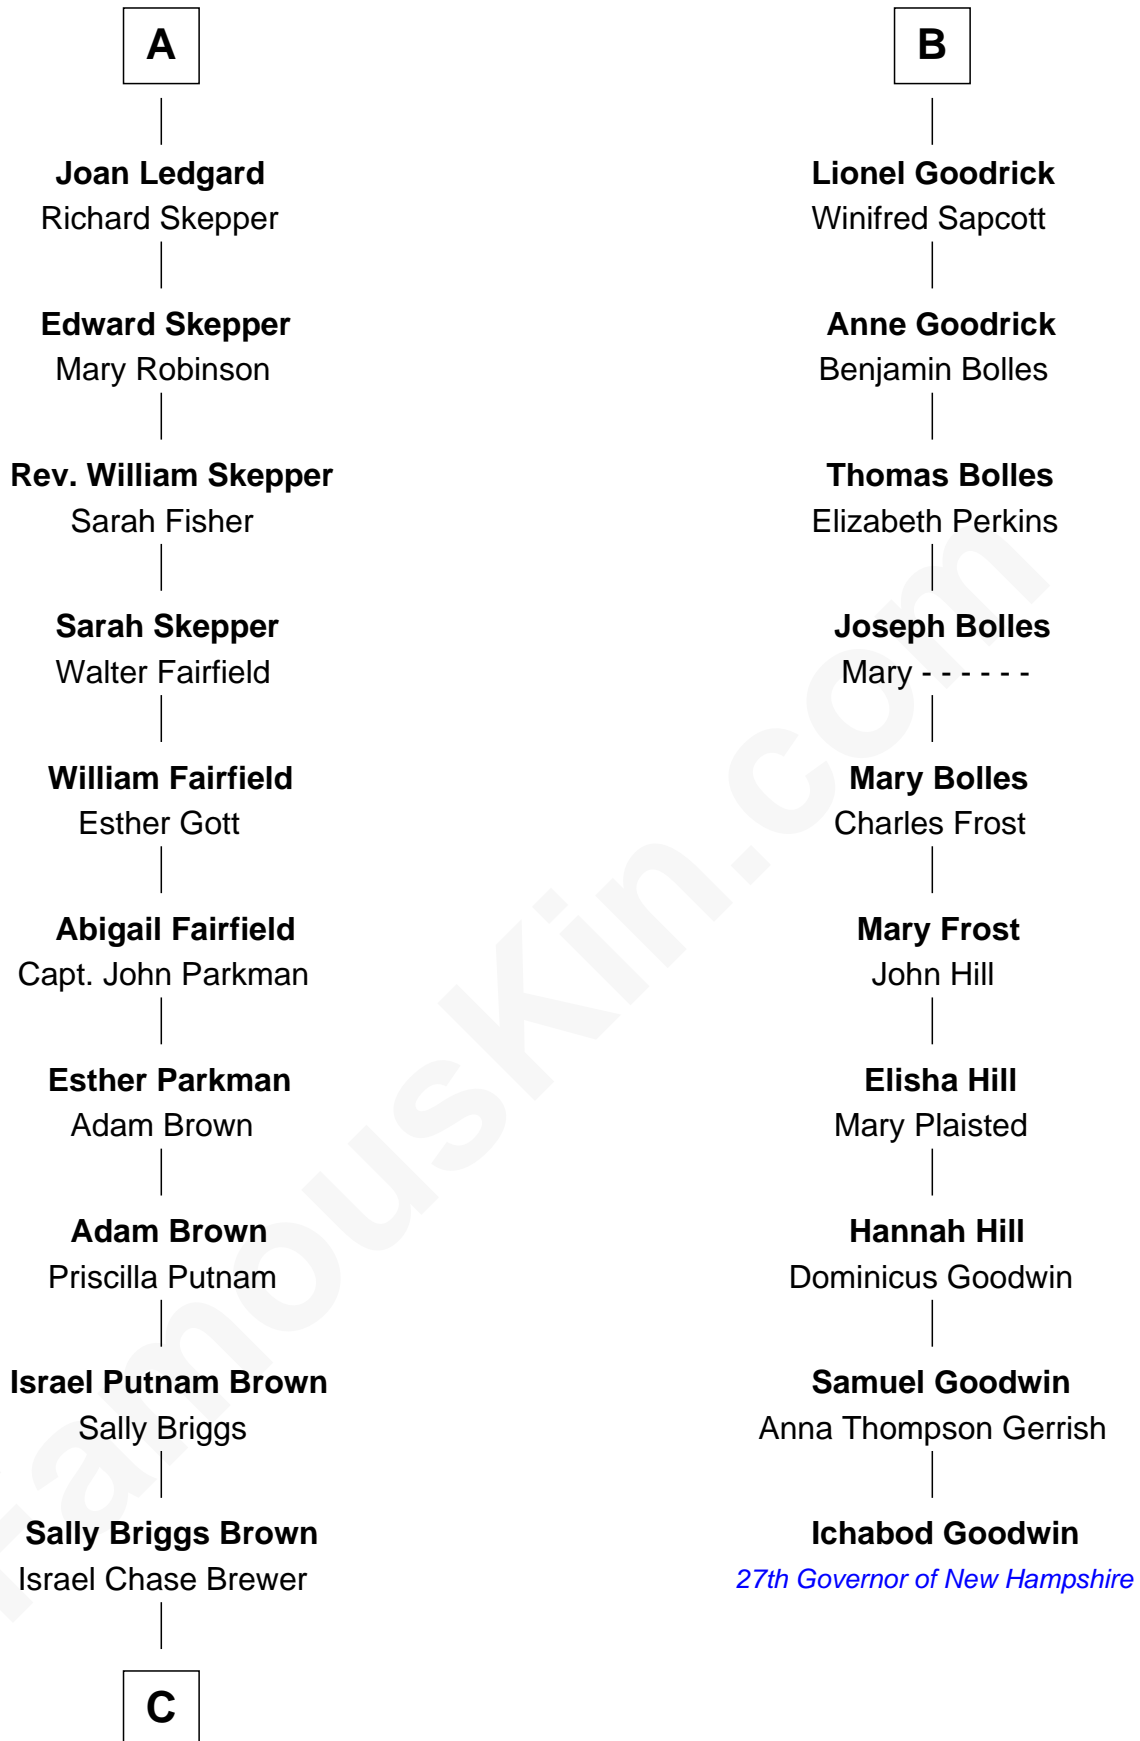 A
Joan Ledgard
Richard Skepper
Edward Skepper
Mary Robinson
Rev. William Skepper
Sarah Fisher
Sarah Skepper
Walter Fairfield
William Fairfield
Esther Gott
Abigail Fairfield
Capt. John Parkman
Esther Parkman
Adam Brown
Adam Brown
Priscilla Putnam
Israel Putnam Brown
Sally Briggs
Sally Briggs Brown
Israel Chase Brewer
C
B
Lionel Goodrick
Winifred Sapcott
Anne Goodrick
Benjamin Bolles
Thomas Bolles
Elizabeth Perkins
Joseph Bolles
Mary - - - - - -
Mary Bolles
Charles Frost
Mary Frost
John Hill
Elisha Hill
Mary Plaisted
Hannah Hill
Dominicus Goodwin
Samuel Goodwin
Anna Thompson Gerrish
Ichabod Goodwin
27th Governor of New Hampshire
FamousKin.com